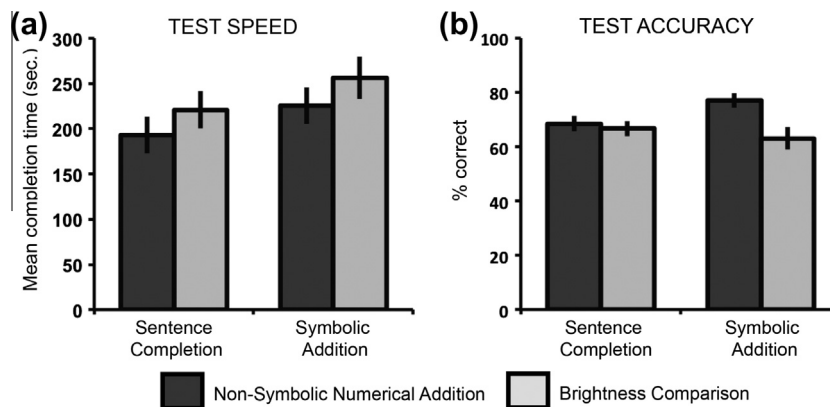 (a)
TEST SPEED
300
250
200
150
100
50
0
Mean completion time (sec.)
Sentence
Completion
Symbolic
Addition
(b)
TEST ACCURACY
100
80
60
40
20
0
% correct
Sentence
Completion
Symbolic
Addition
Non-Symbolic Numerical Addition
Brightness Comparison